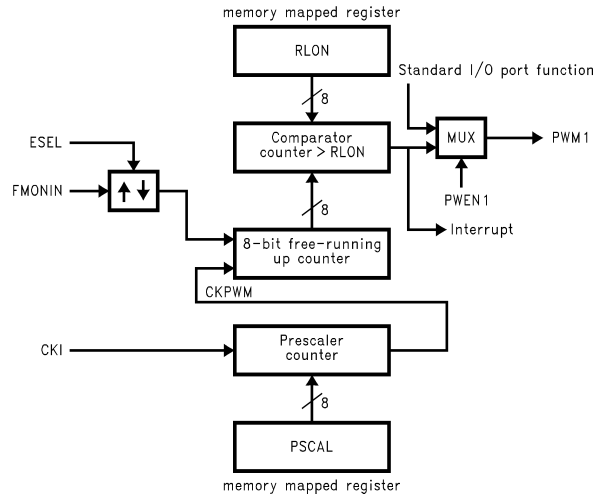 memory mapped register
RLON
8
Standard I/O port function
Comparator
counter > RLON
MUX
PWM1
ESEL
FMONIN
PWEN1
8
Interrupt
8-bit free-running
up counter
CKPWM
CKI
Prescaler
counter
8
PSCAL
memory mapped register